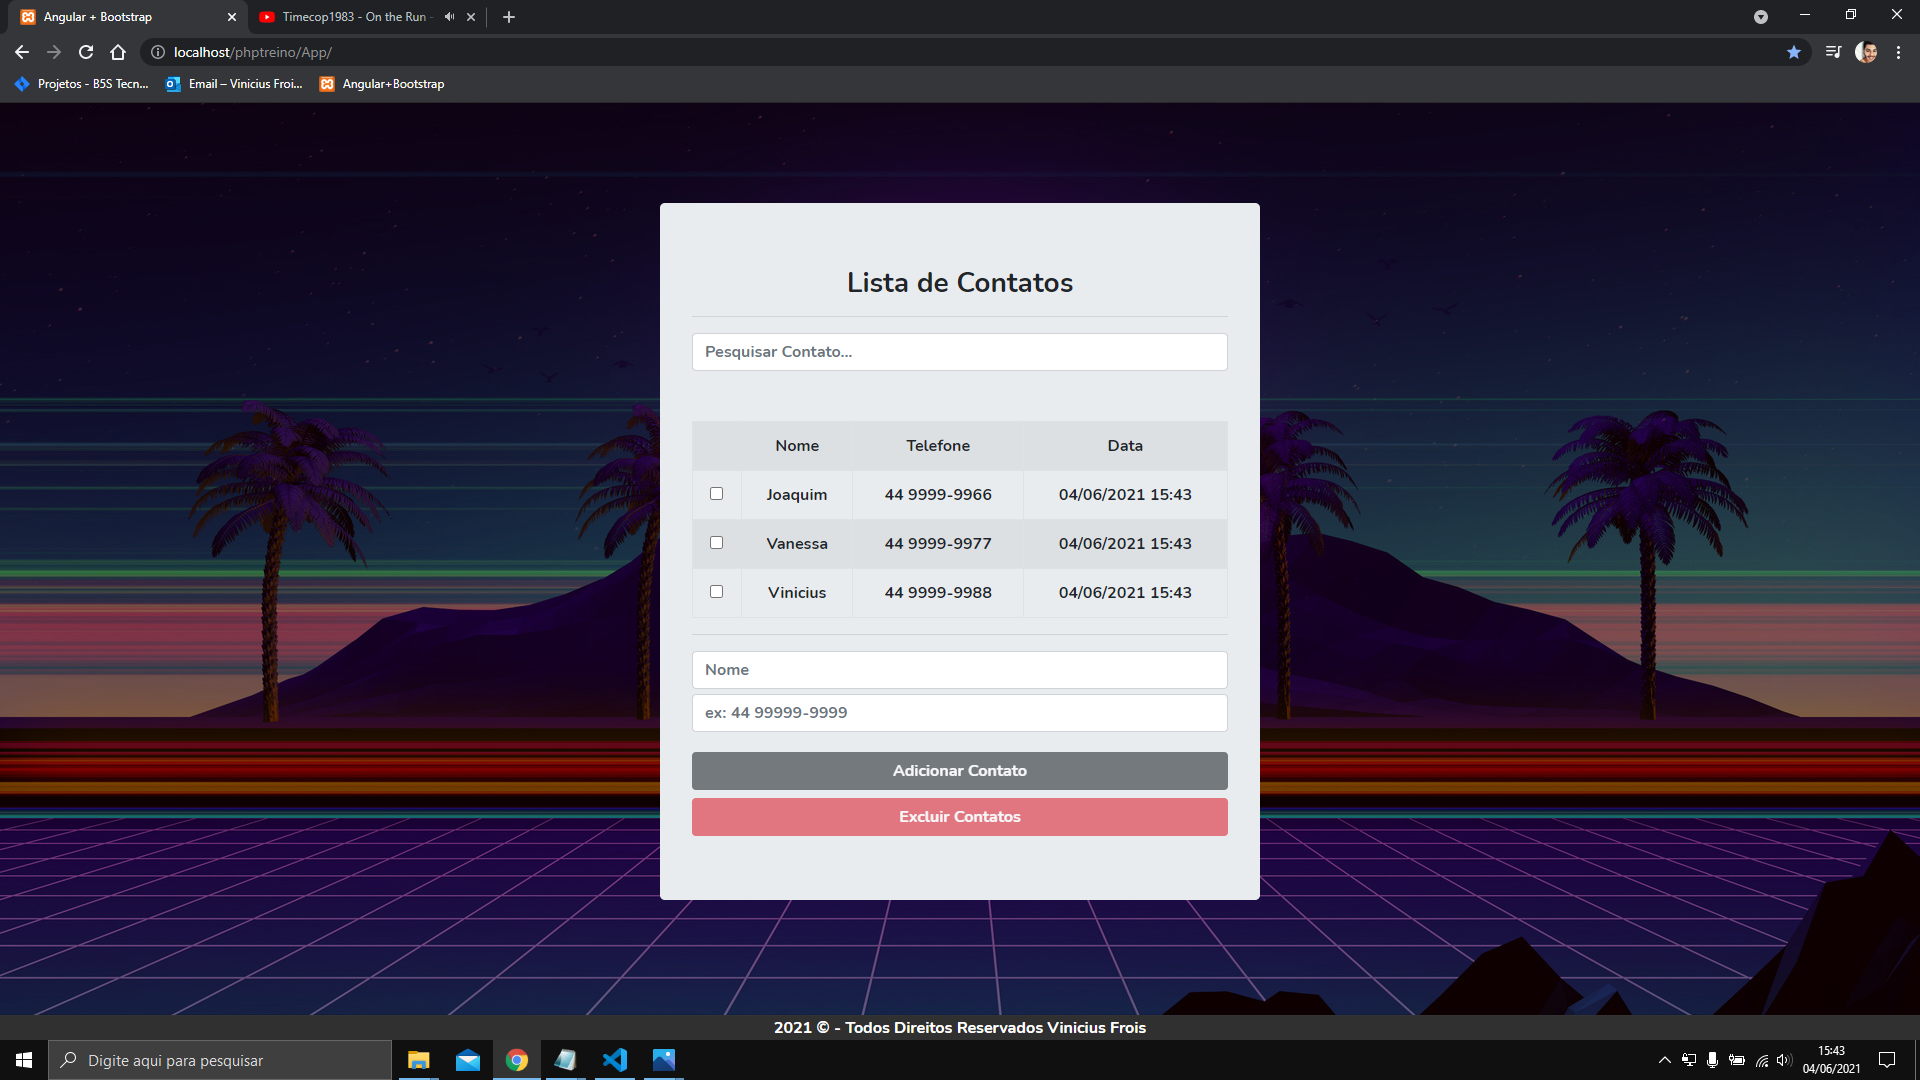 Angular + Bootstrap
Timecop1983 - On the Run -
localhost/phptreino/App/
Projetos - B5S Tecn...
Email – Vinicius Froi...
Angular+Bootstrap
Lista de Contatos
Pesquisar Contato...
Nome Telefone Data
Joaquim 44 9999-9966 04/06/2021 15:43
Vanessa 44 9999-9977 04/06/2021 15:43
Vinicius 44 9999-9988 04/06/2021 15:43
Nome
ex: 44 99999-9999
Adicionar Contato
Excluir Contatos
2021 © - Todos Direitos Reservados Vinicius Frois
Digite aqui para pesquisar
15:43
04/06/2021